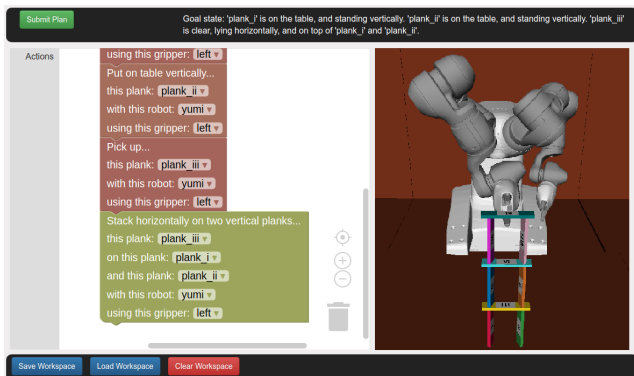 Submit Plan
Goal state: 'plank_i' is on the table, and standing vertically. 'plank_ii' is on the table, and standing vertically. 'plank_iii'
is clear, lying horizontally, and on top of 'plank_i' and 'plank_ii'.
Actions
using this gripper: left
Put on table vertically...
this plank: plank_ii
with this robot: yumi
using this gripper: left
Pick up...
this plank: plank_iii
with this robot: yumi
using this gripper: left
Stack horizontally on two vertical planks...
this plank: plank_iii
on this plank: plank_i
and this plank: plank_ii
with this robot: yumi
using this gripper: left
Save Workspace
Load Workspace
Clear Workspace